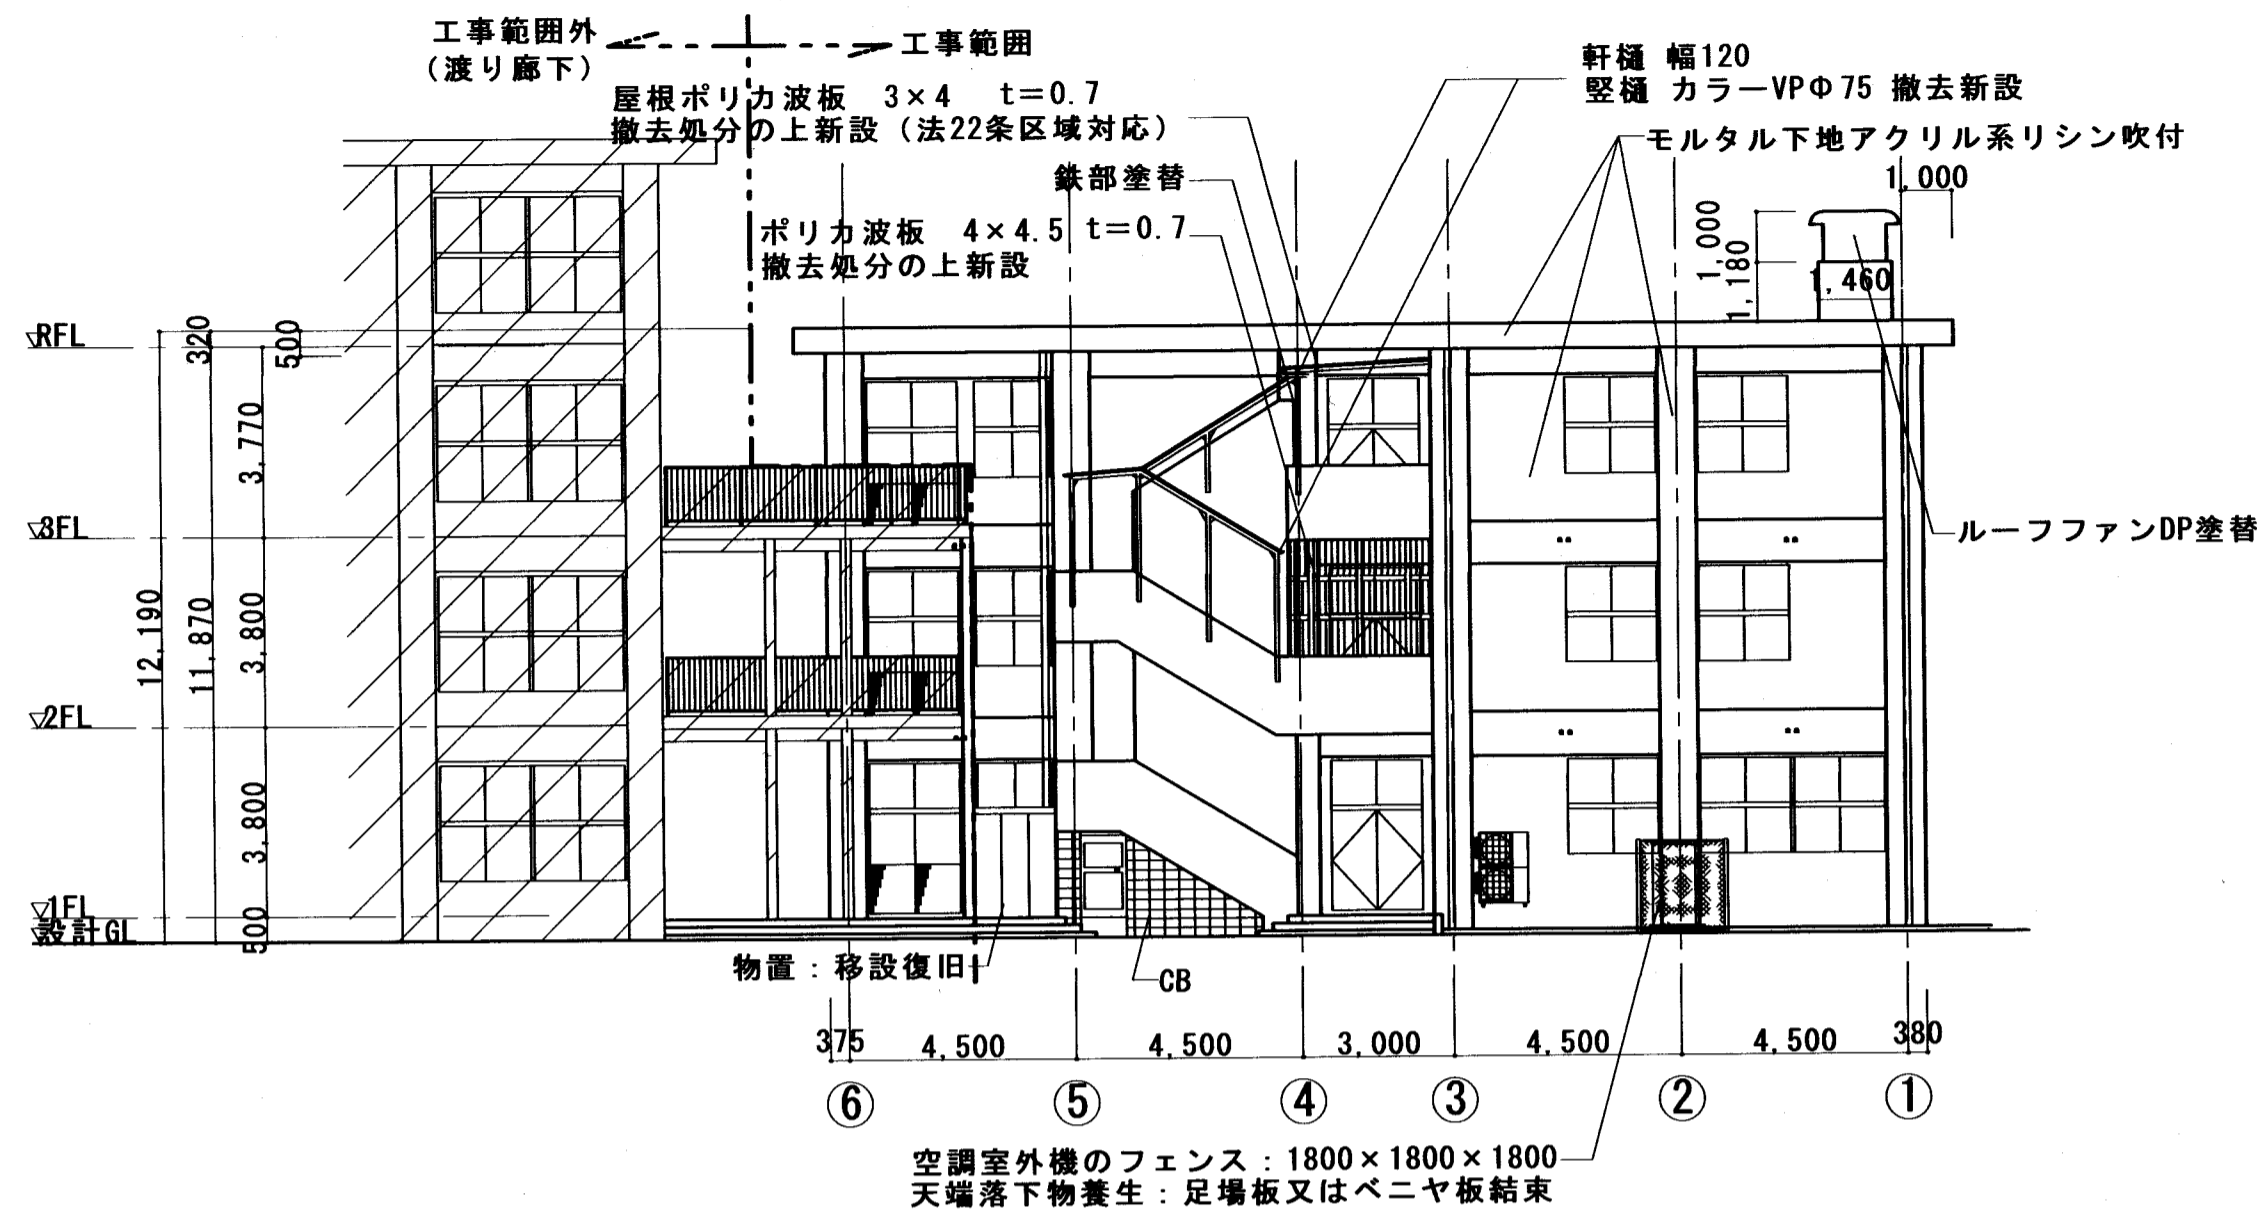 工事範囲外
(渡り廊下)
工事範囲
屋根ポリカ波板 3×4 t=0.7
撤去処分の上新設(法22条区域対応)
鉄部塗替
ポリカ波板 4×4.5 t=0.7
撤去処分の上新設
軒樋 幅120
竪樋 カラーVPΦ75 撤去新設
モルタル下地アクリル系リシン吹付
1,000
1,000
1,180
1,460
ルーフファンDP塗替
RFL
3FL
2FL
1FL
設計GL
12,190
320
11,870
500
3,770
3,800
3,800
500
物置:移設復旧
CB
375
4,500
4,500
3,000
4,500
4,500
380
⑥
⑤
④
③
②
①
空調室外機のフェンス:1800×1800×1800
天端落下物養生:足場板又はベニヤ板結束